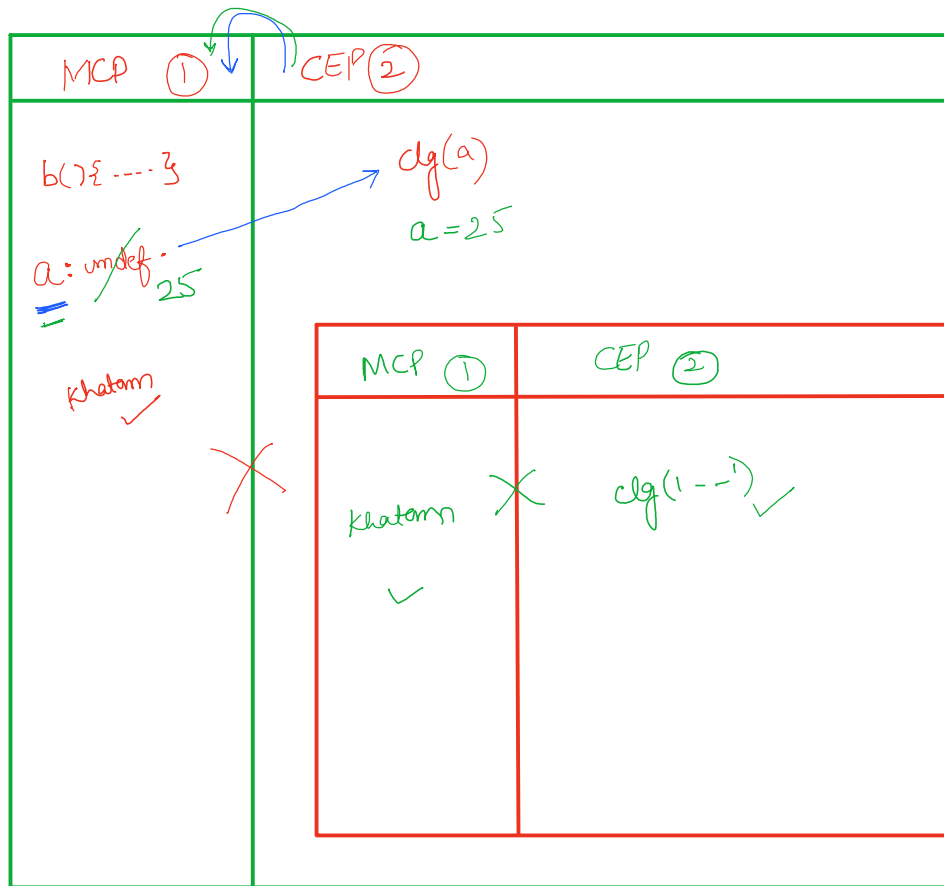 MCP 1 CEP 2
b(){ ---- }
clg(a)
a = 25
a: undef.
25
Khatam
MCP 1 CEP 2
Khatam
clg('--')